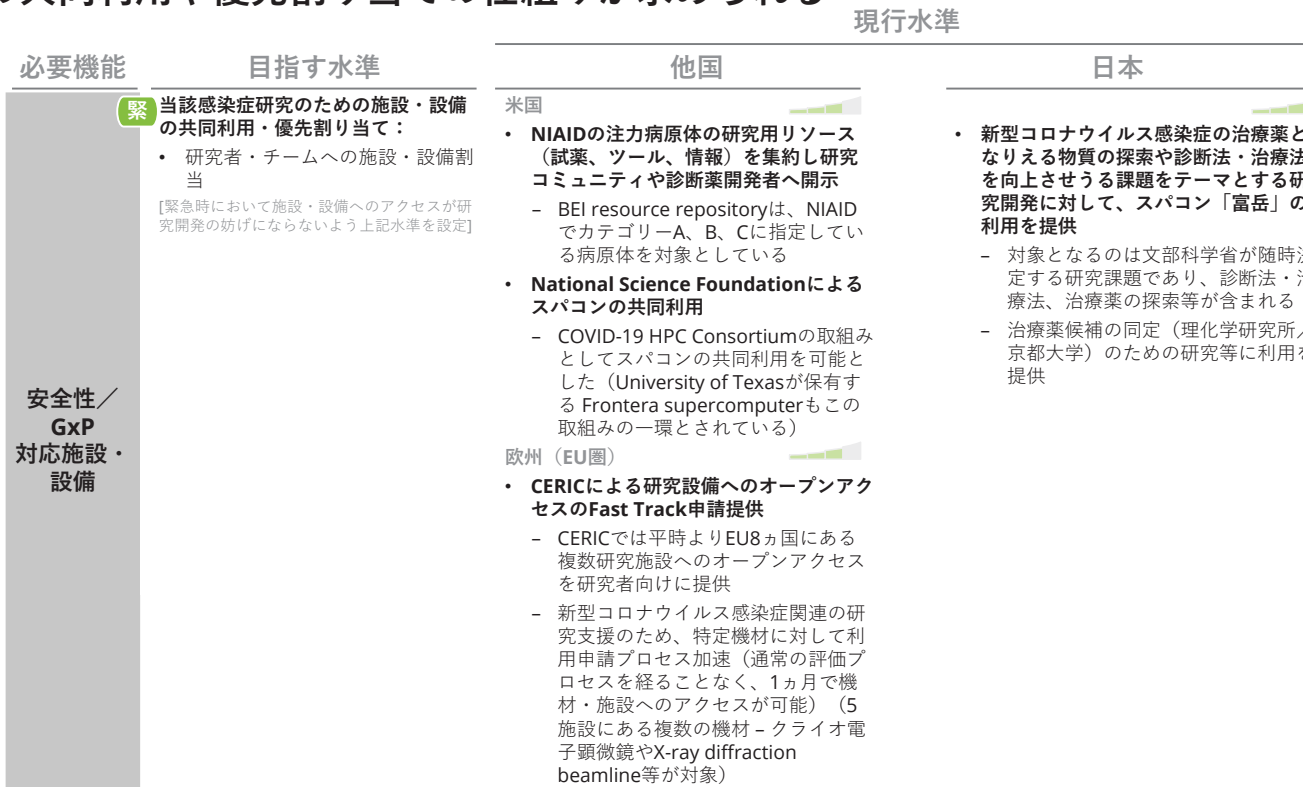 の共同利用や優先割り当ての仕組みが求められる
現行水準
必要機能
目指す水準
他国
日本
安全性／
GxP
対応施設・
設備
緊
当該感染症研究のための施設・設備
の共同利用・優先割り当て：
• 研究者・チームへの施設・設備割
当
[緊急時において施設・設備へのアクセスが研
究開発の妨げにならないよう上記水準を設定]
米国
• NIAIDの注力病原体の研究用リソース
（試薬、ツール、情報）を集約し研究
コミュニティや診断薬開発者へ開示
– BEI resource repositoryは、NIAID
でカテゴリーA、B、Cに指定してい
る病原体を対象としている
• National Science Foundationによる
スパコンの共同利用
– COVID-19 HPC Consortiumの取組み
としてスパコンの共同利用を可能と
した（University of Texasが保有す
る Frontera supercomputerもこの
取組みの一環とされている）
欧州（EU圏）
• CERICによる研究設備へのオープンアク
セスのFast Track申請提供
– CERICでは平時よりEU8ヵ国にある
複数研究施設へのオープンアクセス
を研究者向けに提供
– 新型コロナウイルス感染症関連の研
究支援のため、特定機材に対して利
用申請プロセス加速（通常の評価プ
ロセスを経ることなく、1ヵ月で機
材・施設へのアクセスが可能）（5
施設にある複数の機材 – クライオ電
子顕微鏡やX-ray diffraction
beamline等が対象）
• 新型コロナウイルス感染症の治療薬と
なりえる物質の探索や診断法・治療法
を向上させうる課題をテーマとする研
究開発に対して、スパコン「富岳」の
利用を提供
– 対象となるのは文部科学省が随時
定する研究課題であり、診断法・
療法、治療薬の探索等が含まれる
– 治療薬候補の同定（理化学研究所／
京都大学）のための研究等に利用を
提供